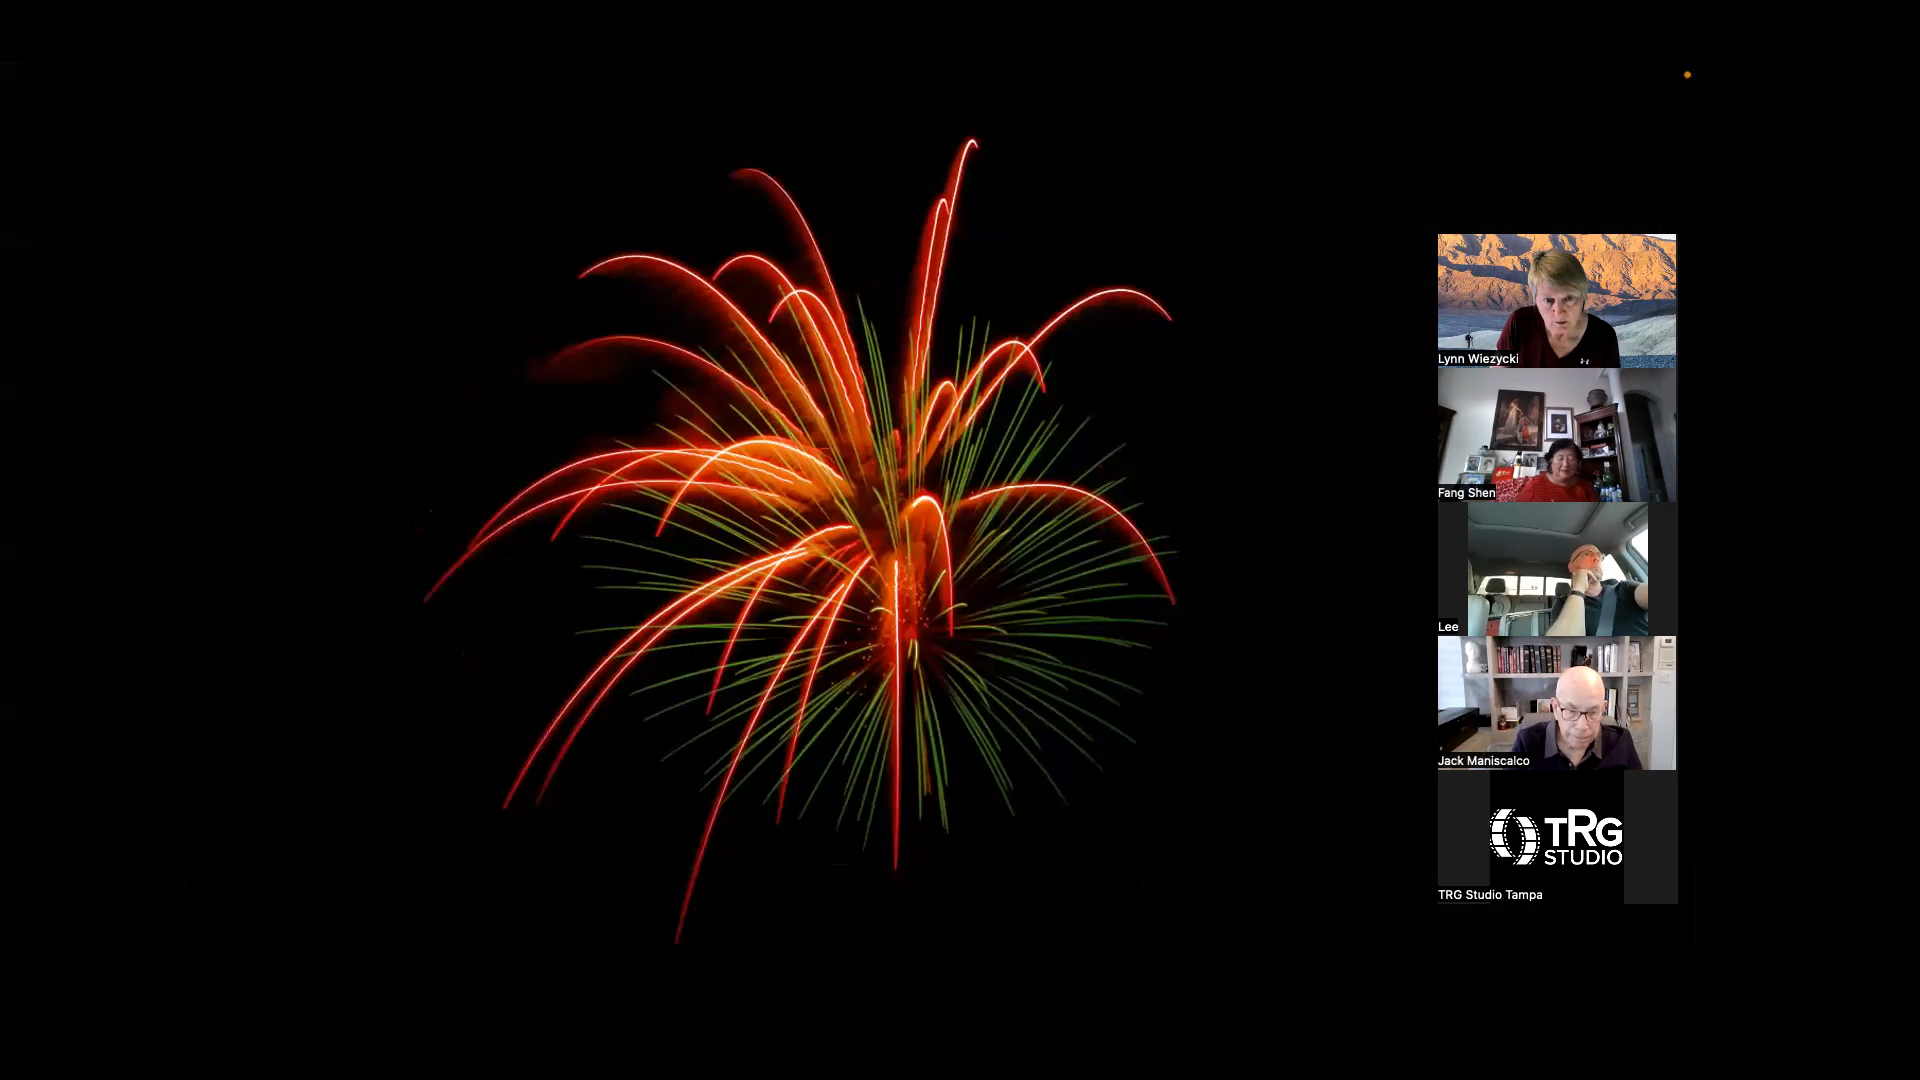 Lynn Wiezycki
Fang Shen
Lee
Jack Maniscalco
TRG
STUDIO
TRG Studio Tampa